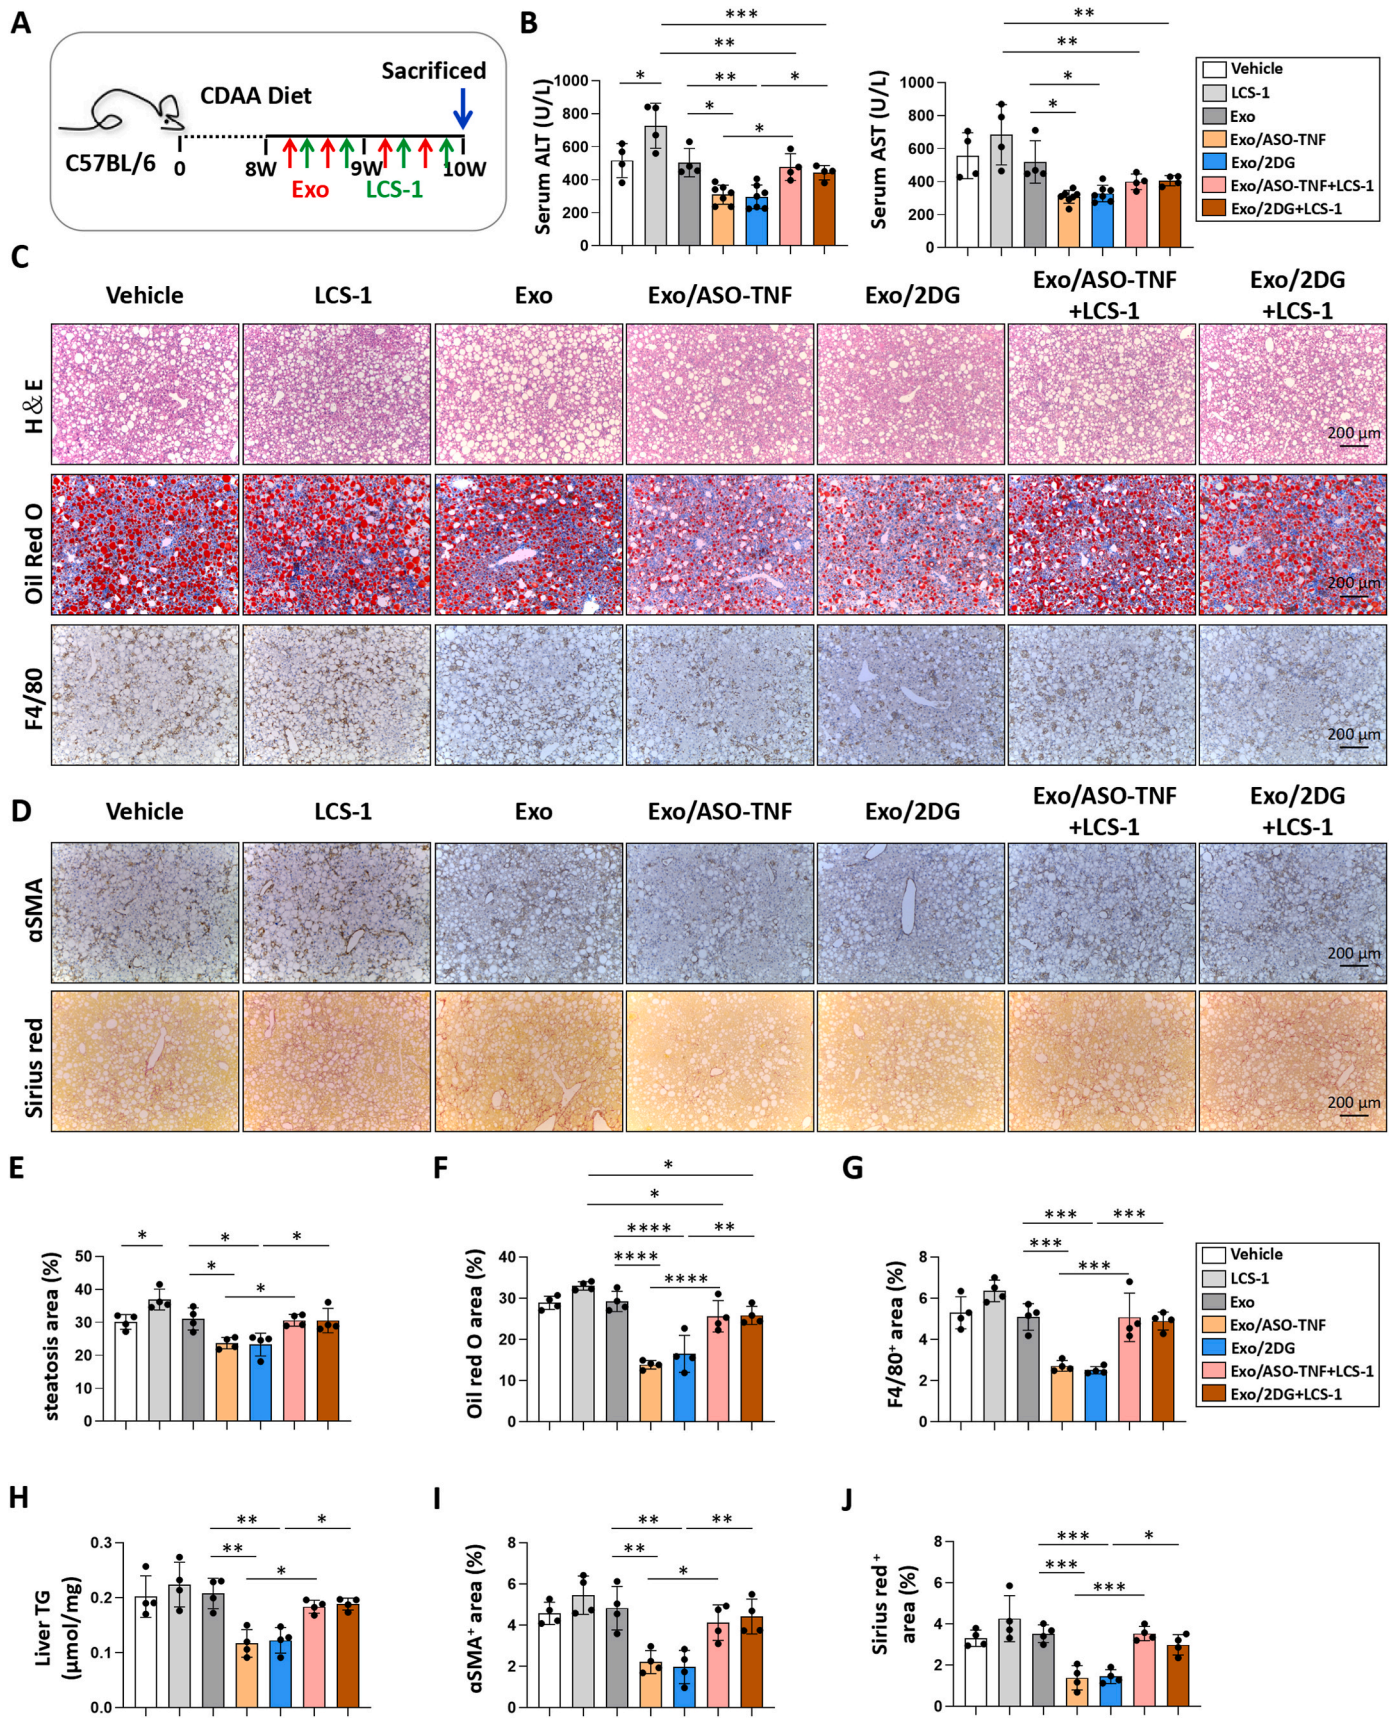 A
CDAA Diet
Sacrificed
C57BL/6
0
8W
9W
10W
Exo
LCS-1
B
***
**
*
**
*
*
*
Serum ALT (U/L)
1000
800
600
400
200
0
**
**
*
*
Serum AST (U/L)
1000
800
600
400
200
0
Vehicle
LCS-1
Exo
Exo/ASO-TNF
Exo/2DG
Exo/ASO-TNF+LCS-1
Exo/2DG+LCS-1
C
Vehicle
LCS-1
Exo
Exo/ASO-TNF
Exo/2DG
Exo/ASO-TNF
+LCS-1
Exo/2DG
+LCS-1
H&E
200 μm
Oil Red O
200 μm
F4/80
200 μm
D
Vehicle
LCS-1
Exo
Exo/ASO-TNF
Exo/2DG
Exo/ASO-TNF
+LCS-1
Exo/2DG
+LCS-1
αSMA
200 μm
Sirius red
200 μm
E
*
*
*
*
*
steatosis area (%)
50
40
30
20
10
0
F
*
*
****
**
****
****
Oil red O area (%)
40
30
20
10
0
G
***
***
***
***
F4/80⁺ area (%)
8
6
4
2
0
Vehicle
LCS-1
Exo
Exo/ASO-TNF
Exo/2DG
Exo/ASO-TNF+LCS-1
Exo/2DG+LCS-1
H
**
*
**
*
Liver TG
(μmol/mg)
0.3
0.2
0.1
0.0
I
**
**
**
*
αSMA⁺ area (%)
8
6
4
2
0
J
***
*
***
***
Sirius red⁺
area (%)
8
6
4
2
0